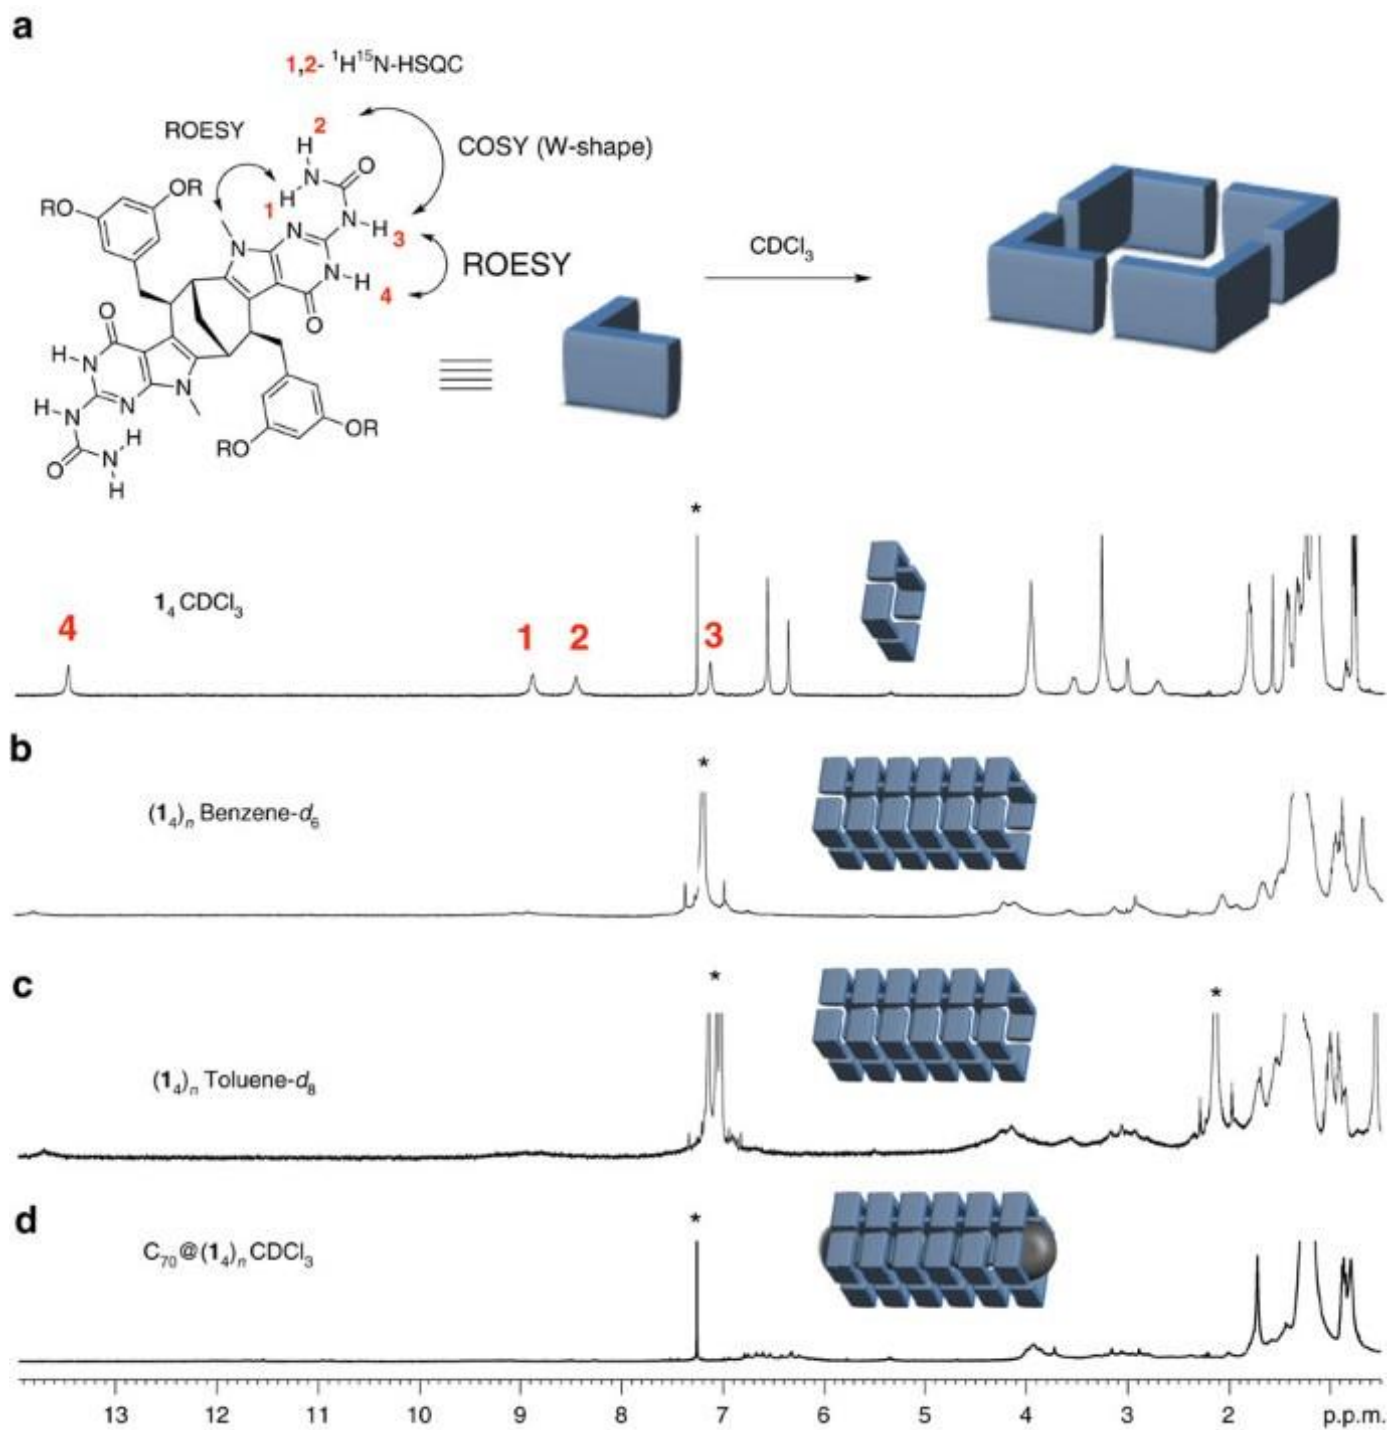 a
1,2- ¹H¹⁵N-HSQC
ROESY
2
H
COSY (W-shape)
H N O
1
OR
RO
N H
3
N N
ROESY
N H
4
O
CDCl₃
O
H N
H N N N
H
O N
H
OR
RO
*
1₄ CDCl₃
4 1 2 3
b
*
(1₄)ₙ Benzene-d₆
c
* *
(1₄)ₙ Toluene-d₈
d
*
C₇₀@(1₄)ₙ CDCl₃
13 12 11 10 9 8 7 6 5 4 3 2 p.p.m.